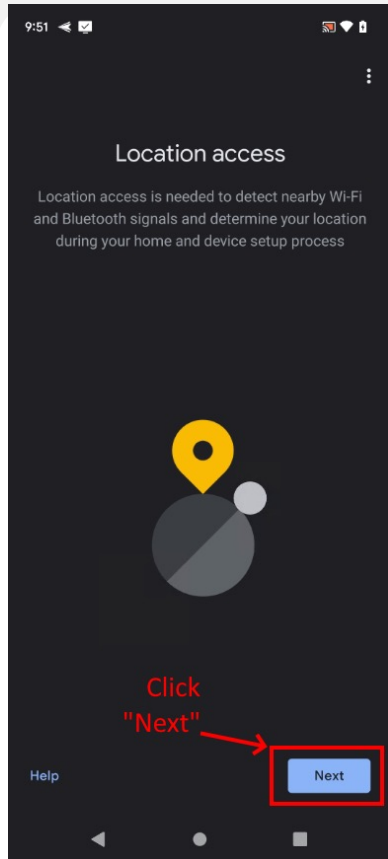 9:51
Location access
Location access is needed to detect nearby Wi-Fi
and Bluetooth signals and determine your location
during your home and device setup process
Click
"Next"
Help
Next